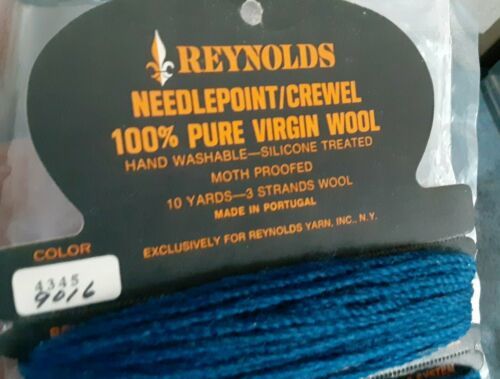 REYNOLDS
NEEDLEPOINT/CREWEL
100% PURE VIRGIN WOOL
HAND WASHABLE—SILICONE TREATED
MOTH PROOFED
10 YARDS—3 STRANDS WOOL
MADE IN PORTUGAL
COLOR
EXCLUSIVELY FOR REYNOLDS YARN, INC., N.Y.
4345
9016
SYSTEM